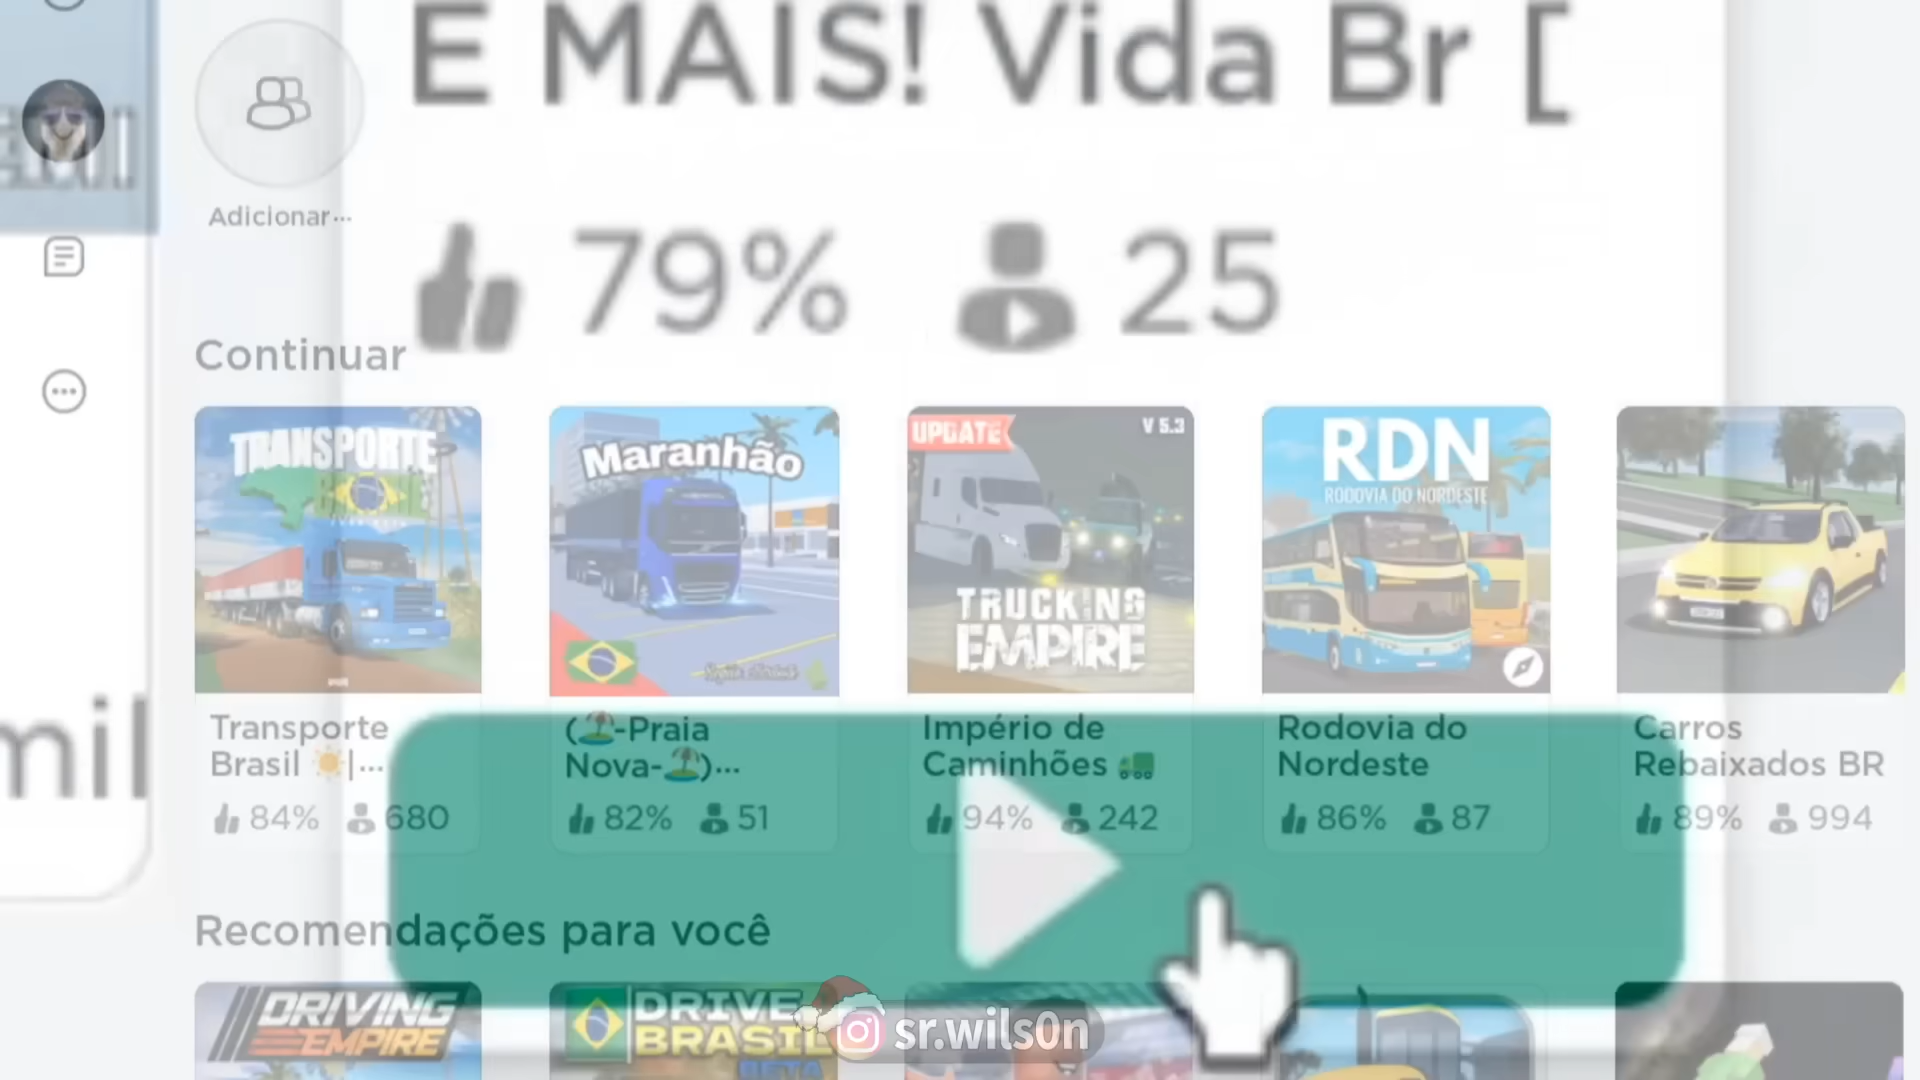 E MAIS! Vida Br [
Adicionar...
79% 25
Continuar
TRANSPORTE
Maranhão
UPDATE V 5.3
TRUCKING
EMPIRE
RDN
RODOVIA DO NORDESTE
mil
Transporte
Brasil ☀️|...
84% 680
(🏖️-Praia
Nova-🏖️)...
82% 51
Império de
Caminhões 🚛
94% 242
Rodovia do
Nordeste
86% 87
Carros
Rebaixados BR
89% 994
Recomendações para você
DRIVING
EMPIRE
DRIVE
BRASIL
BETA
sr.wils0n